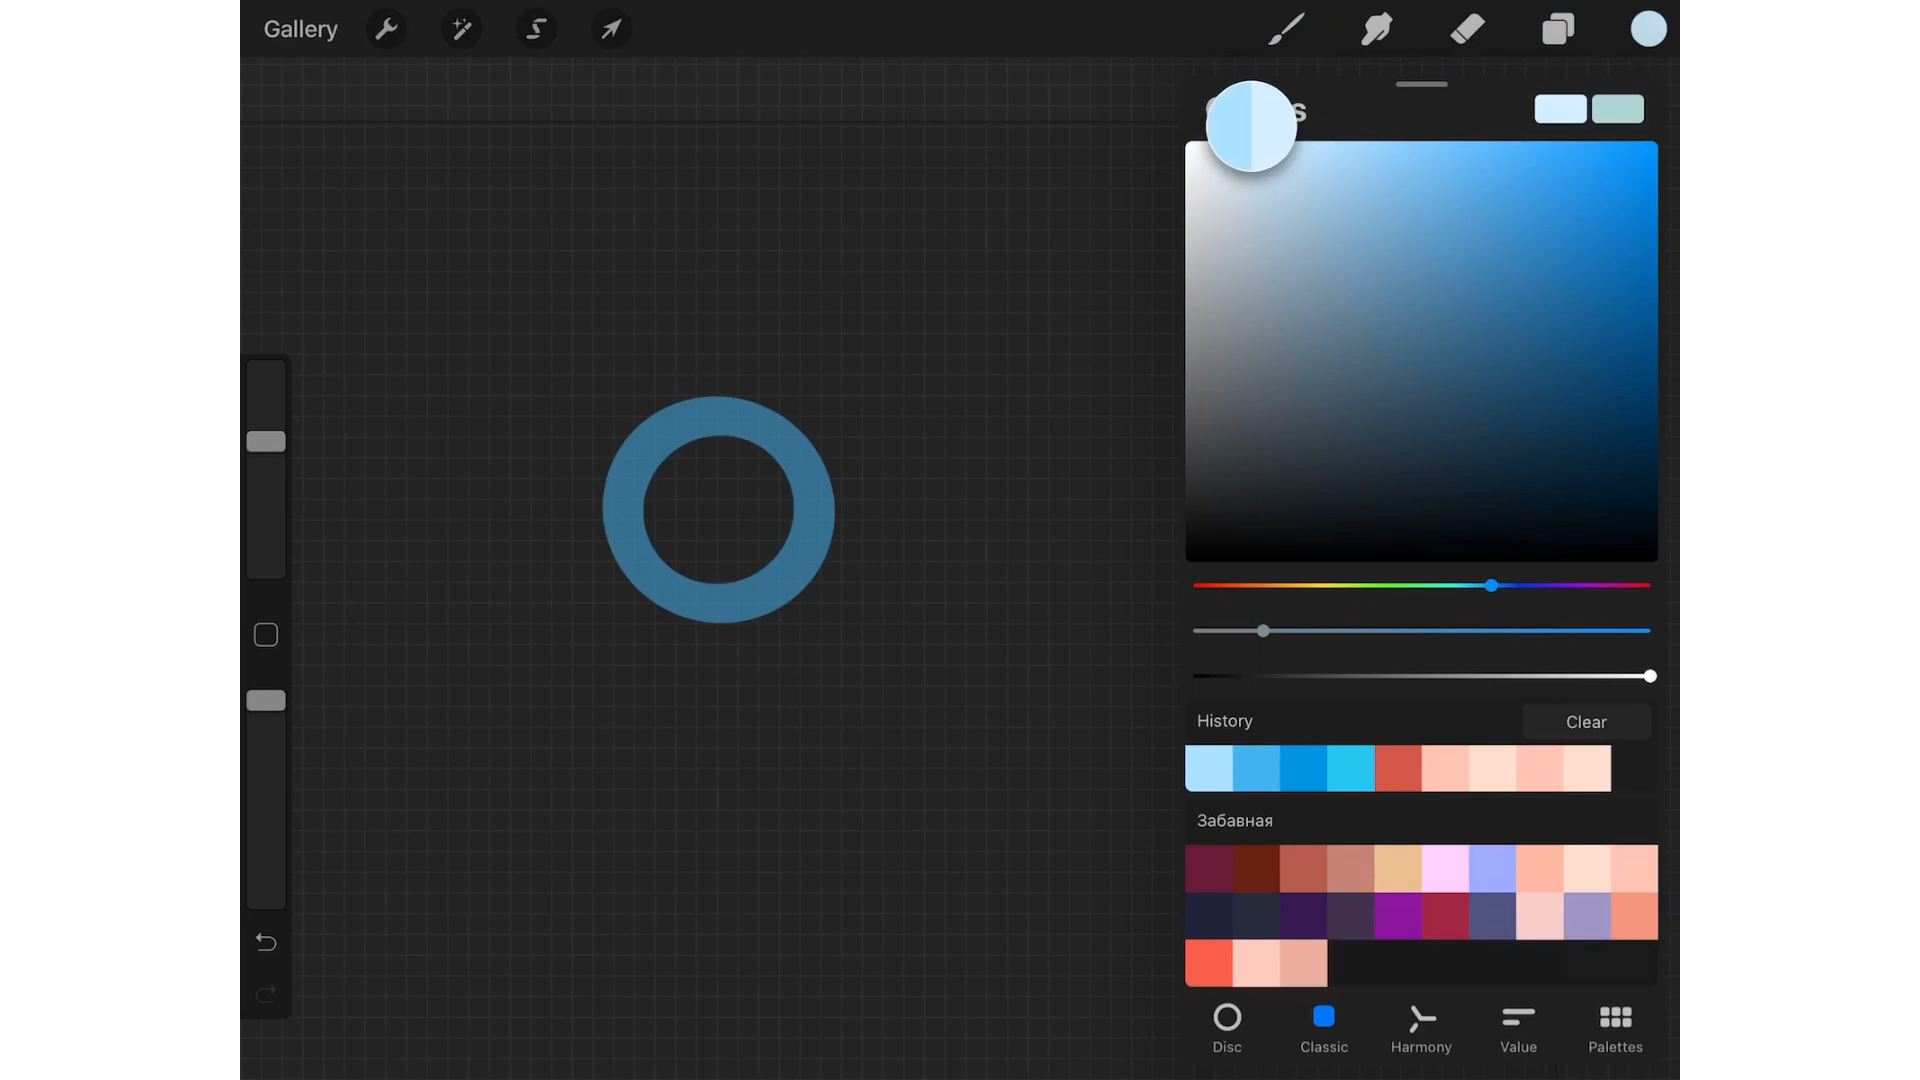 Gallery
History
Clear
Забавная
Disc
Classic
Harmony
Value
Palettes